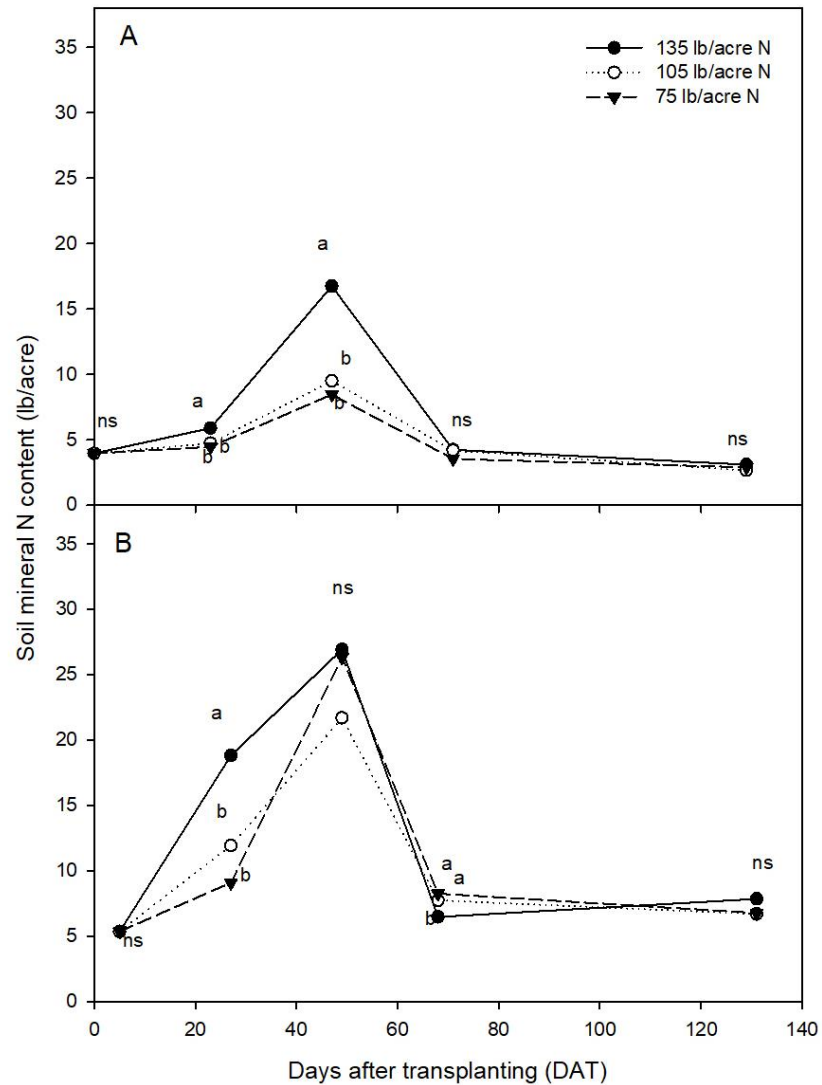 A
135 lb/acre N
105 lb/acre N
75 lb/acre N
35
30
25
20
15
10
5
0
a
b
b
ns
a
b
b
ns
ns
Soil mineral N content (lb/acre)
B
35
30
25
20
15
10
5
0
ns
a
b
b
ns
a
a
b
ns
0 20 40 60 80 100 120 140
Days after transplanting (DAT)